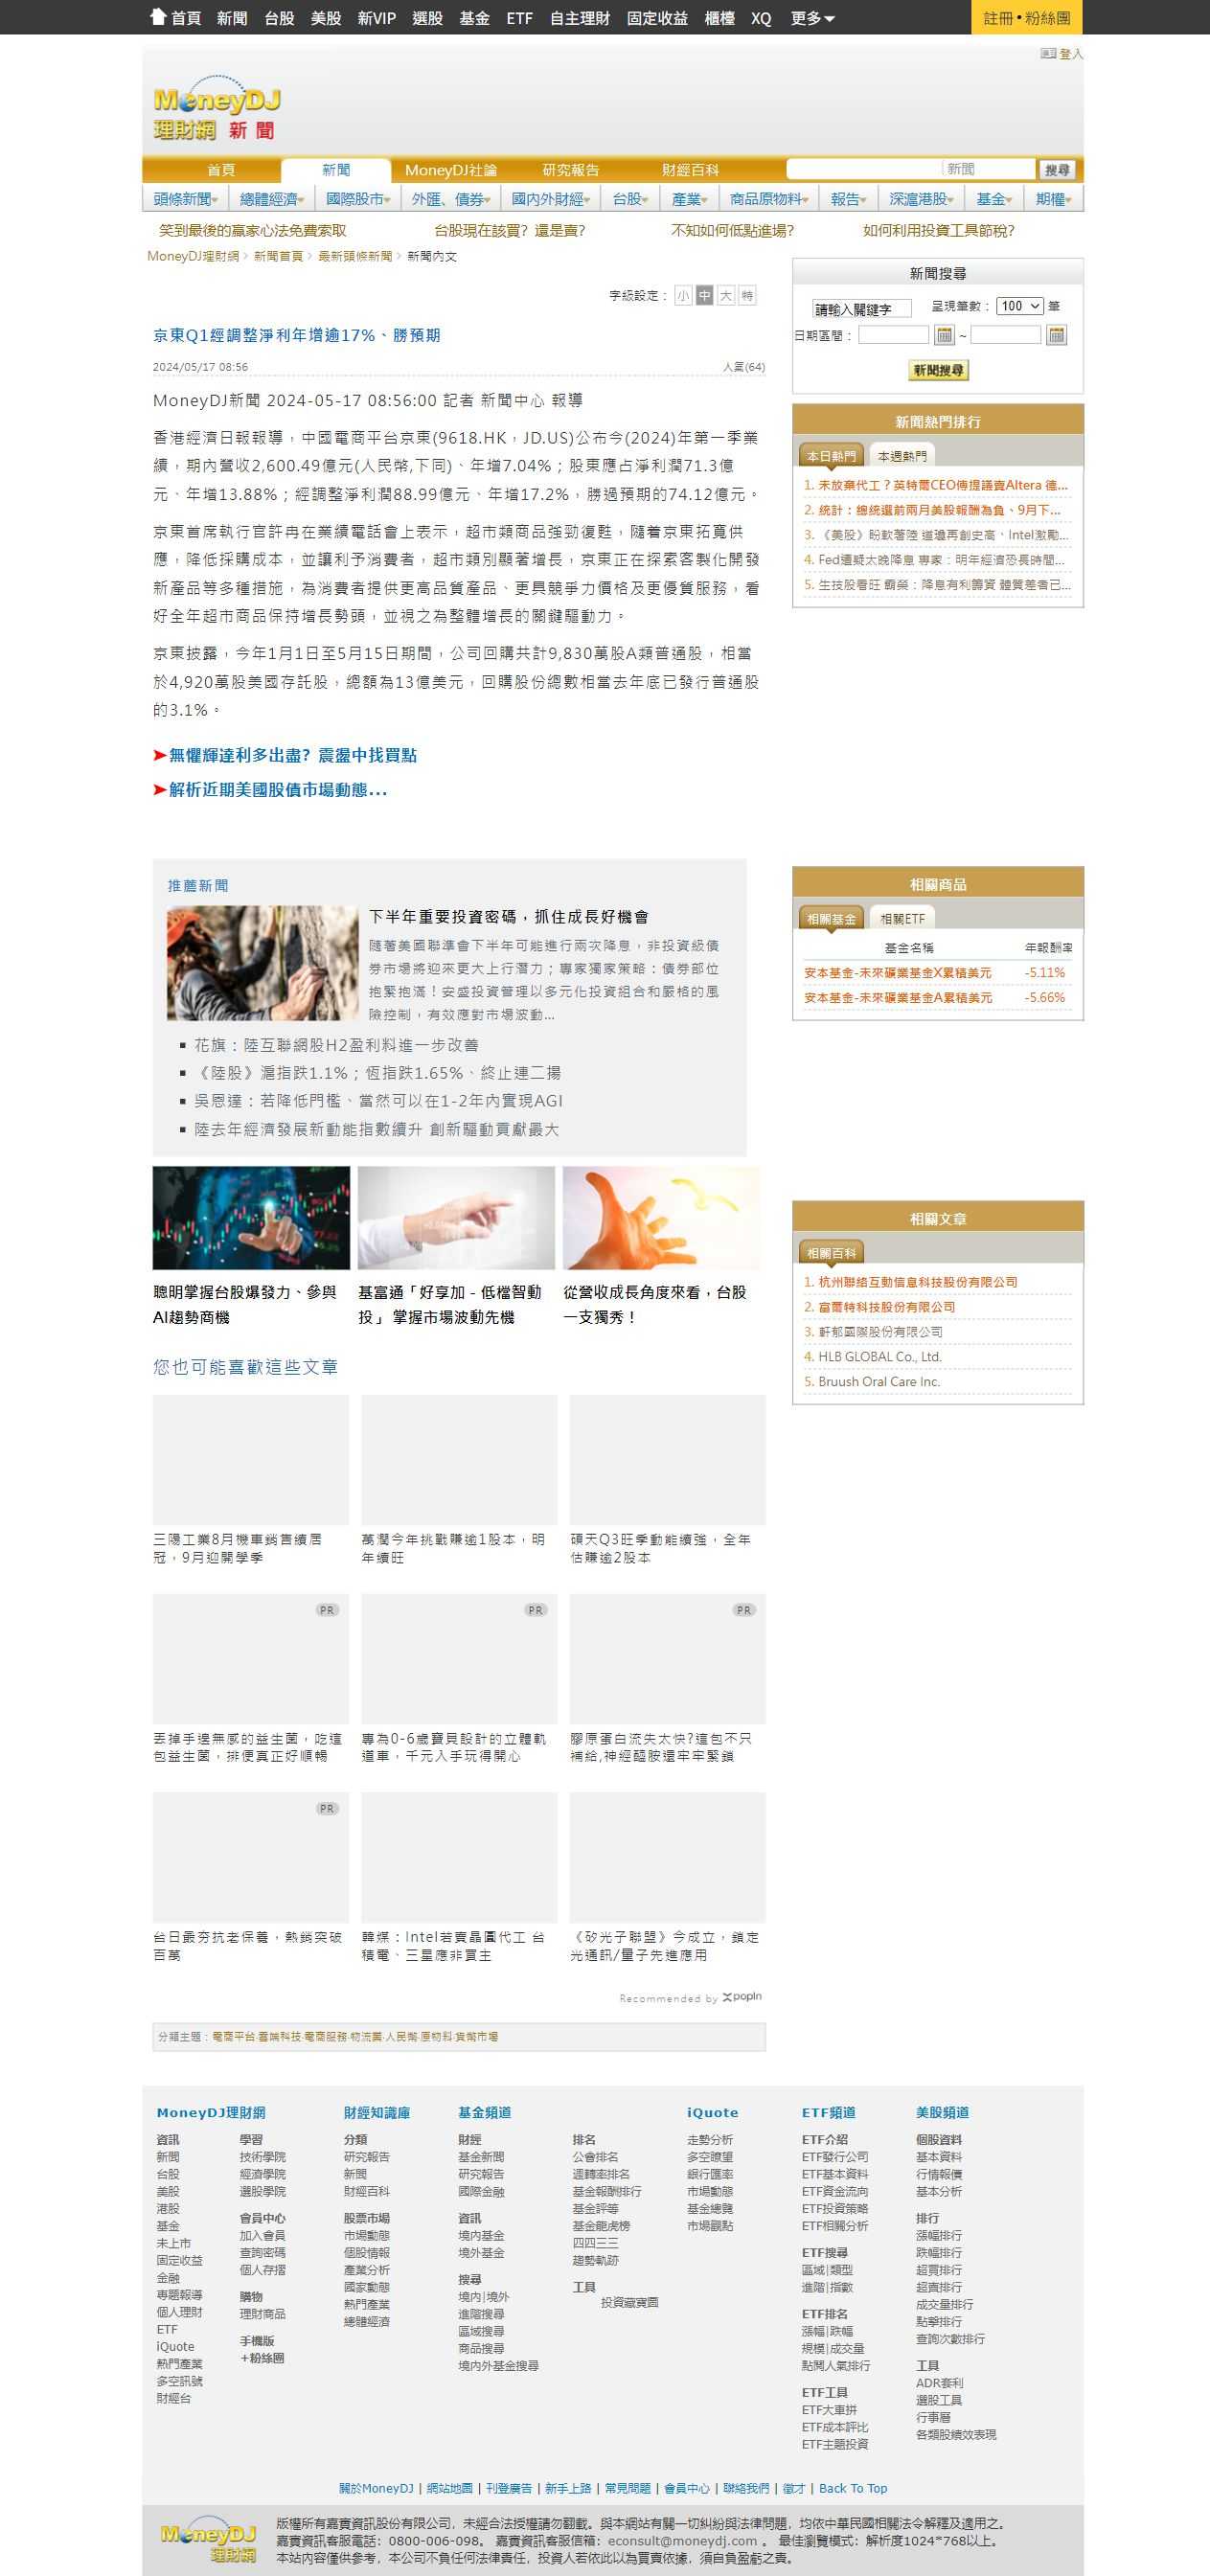 首頁 新聞 台股 美股 新VIP 選股 基金 ETF 自主理財 固定收益 櫃檯 XQ 更多 註冊•粉絲團
登入
MoneyDJ
理財網 新聞
首頁 新聞 MoneyDJ社論 研究報告 財經百科 新聞 搜尋
頭條新聞 總體經濟 國際股市 外匯、債券 國內外財經 台股 產業 商品原物料 報告 深滬港股 基金 期權
笑到最後的贏家心法免費索取 台股現在該買? 還是賣? 不知如何低點進場? 如何利用投資工具節稅?
MoneyDJ理財網 > 新聞首頁 > 最新頭條新聞 > 新聞內文
字級設定： 小 中 大 特
京東Q1經調整淨利年增逾17%、勝預期
2024/05/17 08:56 人氣(64)
MoneyDJ新聞 2024-05-17 08:56:00 記者 新聞中心 報導
香港經濟日報報導，中國電商平台京東(9618.HK，JD.US)公布今(2024)年第一季業
績，期內營收2,600.49億元(人民幣,下同)、年增7.04%；股東應占淨利潤71.3億
元、年增13.88%；經調整淨利潤88.99億元、年增17.2%，勝過預期的74.12億元。
京東首席執行官許冉在業績電話會上表示，超市類商品強勁復甦，隨着京東拓寬供
應，降低採購成本，並讓利予消費者，超市類別顯著增長，京東正在探索客製化開發
新產品等多種措施，為消費者提供更高品質產品、更具競爭力價格及更優質服務，看
好全年超市商品保持增長勢頭，並視之為整體增長的關鍵驅動力。
京東披露，今年1月1日至5月15日期間，公司回購共計9,830萬股A類普通股，相當
於4,920萬股美國存託股，總額為13億美元，回購股份總數相當去年底已發行普通股
的3.1%。
➤無懼輝達利多出盡? 震盪中找買點
➤解析近期美國股債市場動態...
新聞搜尋
請輸入關鍵字 呈現筆數： 100 筆
日期區間： ~
新聞搜尋
新聞熱門排行
本日熱門 本週熱門
1. 未放棄代工？英特爾CEO傳提議賣Altera 德...
2. 統計：總統選前兩月美股報酬為負、9月下...
3. 《美股》盼軟著陸 道瓊再創史高，Intel激勵...
4. Fed遭疑太晚降息 專家：明年經濟恐長時間...
5. 生技股看旺 霸榮：降息有利籌資 體質差者已...
推薦新聞
下半年重要投資密碼，抓住成長好機會
隨著美國聯準會下半年可能進行兩次降息，非投資級債
券市場將迎來更大上行潛力；專家獨家策略：債券部位
抱緊抱滿！安盛投資管理以多元化投資組合和嚴格的風
險控制，有效應對市場波動...
▪ 花旗：陸互聯網股H2盈利料進一步改善
▪ 《陸股》滬指跌1.1%；恆指跌1.65%、終止連二揚
▪ 吳恩達：若降低門檻、當然可以在1-2年內實現AGI
▪ 陸去年經濟發展新動能指數續升 創新驅動貢獻最大
相關商品
相關基金 相關ETF
基金名稱 年報酬率
安本基金-未來礦業基金X累積美元 -5.11%
安本基金-未來礦業基金A累積美元 -5.66%
聰明掌握台股爆發力、參與
AI趨勢商機
基富通「好享加－低檔智動
投」 掌握市場波動先機
從營收成長角度來看，台股
一支獨秀！
相關文章
相關百科
1. 杭州聯絡互動信息科技股份有限公司
2. 富爾特科技股份有限公司
3. 軒郁國際股份有限公司
4. HLB GLOBAL Co., Ltd.
5. Bruush Oral Care Inc.
您也可能喜歡這些文章
三陽工業8月機車銷售續居
冠，9月迎開學季
萬潤今年挑戰賺逾1股本，明
年續旺
碩天Q3旺季動能續強，全年
估賺逾2股本
PR PR PR
丟掉手邊無感的益生菌，吃這
包益生菌，排便真正好順暢
專為0-6歲寶貝設計的立體軌
道車，千元入手玩得開心
膠原蛋白流失太快?這包不只
補給,神經醯胺還牢牢緊鎖
PR
台日最夯抗老保養，熱銷突破
百萬
韓媒：Intel若賣晶圓代工 台
積電、三星應非買主
《矽光子聯盟》今成立，鎖定
光通訊/量子先進應用
Recommended by popIn
分類主題：電商平台‧雲端科技‧電商服務‧物流業‧人民幣‧原物料‧貨幣市場
MoneyDJ理財網
資訊
新聞
台股
美股
港股
基金
未上市
固定收益
金融
專題報導
個人理財
ETF
iQuote
熱門產業
多空訊號
財經台
學習
技術學院
經濟學院
選股學院
會員中心
加入會員
查詢密碼
個人存摺
購物
理財商品
手機版
+粉絲團
財經知識庫
分類
研究報告
新聞
財經百科
股票市場
市場動態
個股情報
產業分析
國家動態
熱門產業
總體經濟
基金頻道
財經
基金新聞
研究報告
國際金融
資訊
境內基金
境外基金
搜尋
境內|境外
進階搜尋
區域搜尋
商品搜尋
境內外基金搜尋
排名
公會排名
週轉率排名
基金報酬排行
基金評等
基金龍虎榜
四四三三
趨勢軌跡
工具
投資藏寶圖
iQuote
走勢分析
多空瞭望
銀行匯率
市場動態
基金總覽
市場觀點
ETF頻道
ETF介紹
ETF發行公司
ETF基本資料
ETF資金流向
ETF投資策略
ETF相關分析
ETF搜尋
區域|類型
進階|指數
ETF排名
漲幅|跌幅
規模|成交量
點閱人氣排行
ETF工具
ETF大車拼
ETF成本評比
ETF主題投資
美股頻道
個股資料
基本資料
行情報價
基本分析
排行
漲幅排行
跌幅排行
超買排行
超賣排行
成交量排行
點擊排行
查詢次數排行
工具
ADR套利
選股工具
行事曆
各類股績效表現
關於MoneyDJ | 網站地圖 | 刊登廣告 | 新手上路 | 常見問題 | 會員中心 | 聯絡我們 | 徵才 | Back To Top
MoneyDJ
理財網
版權所有嘉實資訊股份有限公司，未經合法授權請勿翻載。與本網站有關一切糾紛與法律問題，均依中華民國相關法令解釋及適用之。
嘉實資訊客服電話：0800-006-098。 嘉實資訊客服信箱：econsult@moneydj.com 。 最佳瀏覽模式：解析度1024*768以上。
本站內容僅供參考，本公司不負任何法律責任，投資人若依此以為買賣依據，須自負盈虧之責。